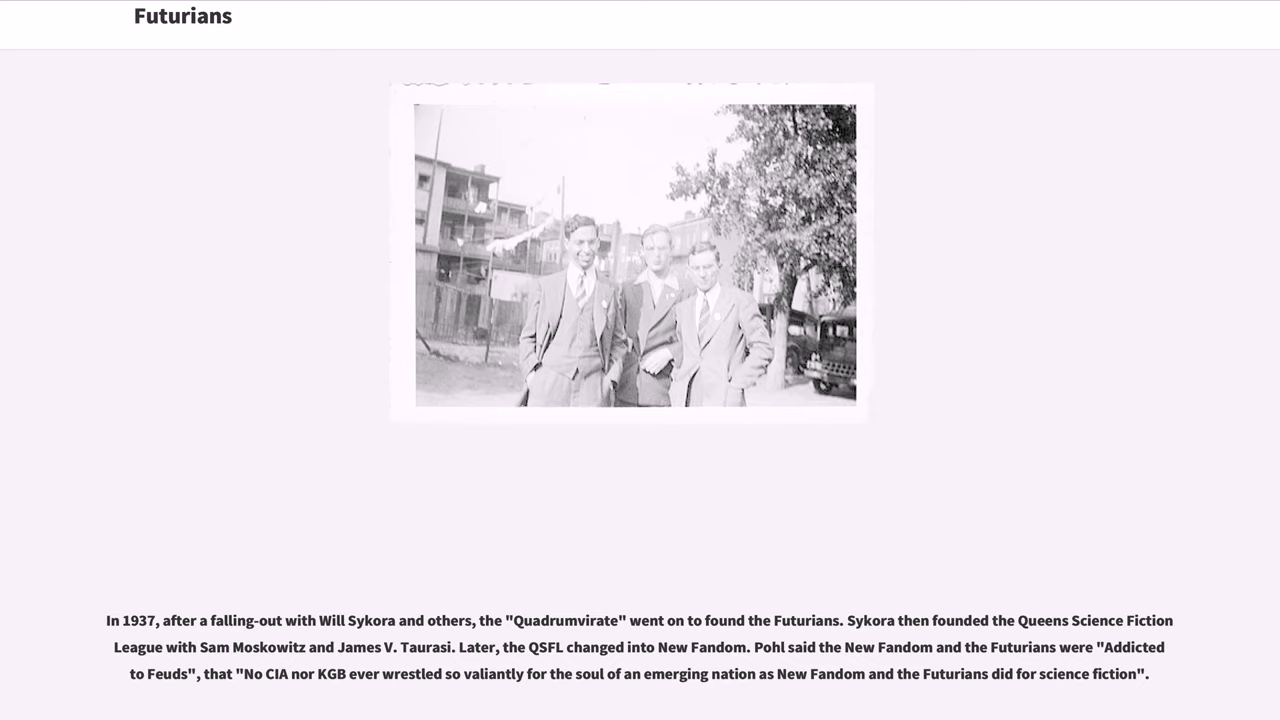 Futurians
In 1937, after a falling-out with Will Sykora and others, the "Quadrumvirate" went on to found the Futurians. Sykora then founded the Queens Science Fiction
League with Sam Moskowitz and James V. Taurasi. Later, the QSFL changed into New Fandom. Pohl said the New Fandom and the Futurians were "Addicted
to Feuds", that "No CIA nor KGB ever wrestled so valiantly for the soul of an emerging nation as New Fandom and the Futurians did for science fiction".